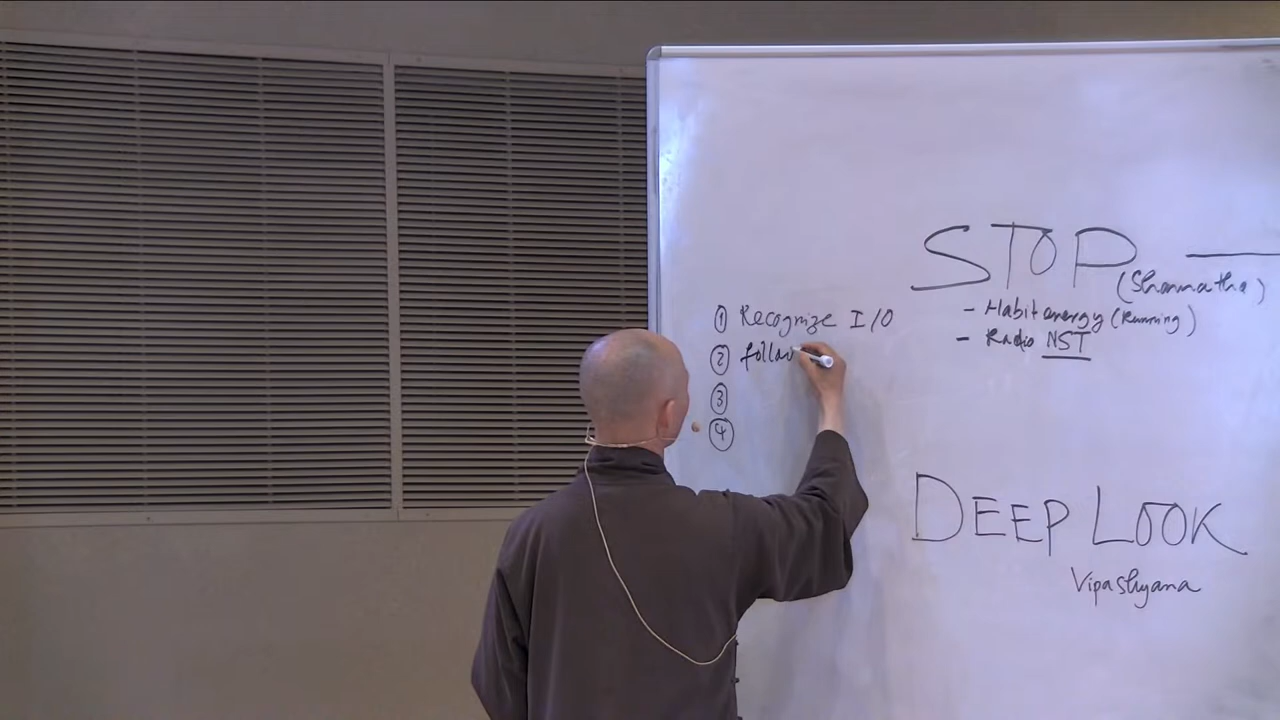 STOP
(Shamatha)
- Habit energy (Running)
- Radio NST
① Recognize I/O
② follow
③
④
DEEP LOOK
Vipashyana